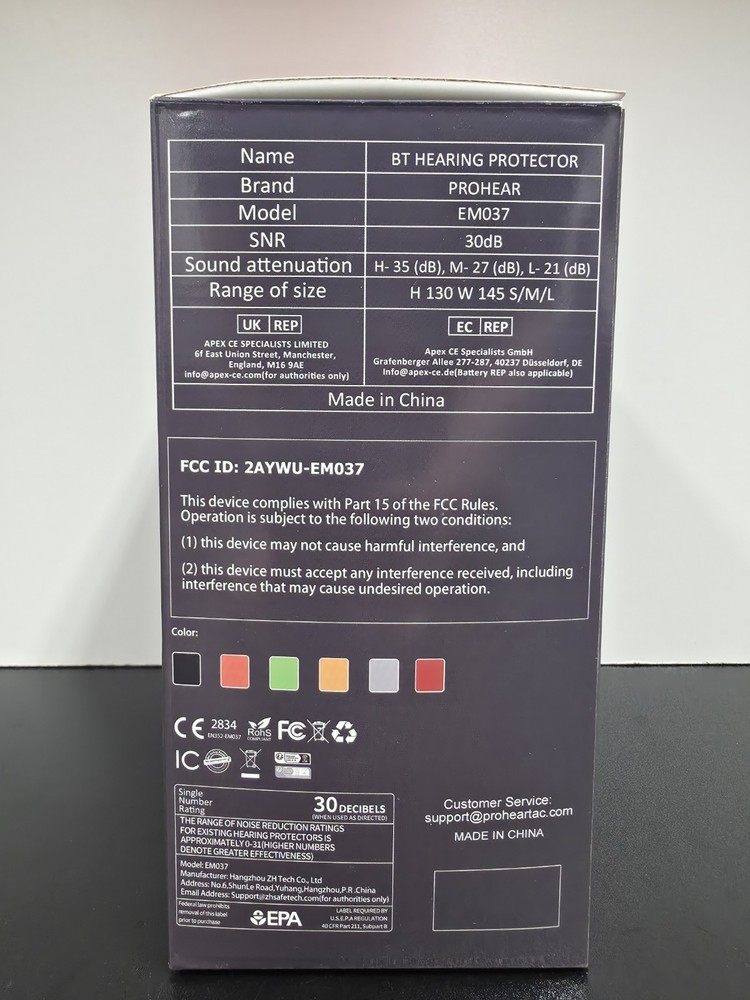 Name BT HEARING PROTECTOR
Brand PROHEAR
Model EM037
SNR 30dB
Sound attenuation H- 35 (dB), M- 27 (dB), L- 21 (dB)
Range of size H 130 W 145 S/M/L
UK REP
APEX CE SPECIALISTS LIMITED
6f East Union Street, Manchester,
England, M16 9AE
info@apex-ce.com(for authorities only)
EC REP
Apex CE Specialists GmbH
Grafenberger Allee 277-287, 40237 Düsseldorf, DE
Info@apex-ce.de(Battery REP also applicable)
Made in China
FCC ID: 2AYWU-EM037
This device complies with Part 15 of the FCC Rules.
Operation is subject to the following two conditions:
(1) this device may not cause harmful interference, and
(2) this device must accept any interference received, including
interference that may cause undesired operation.
Color:
CE 2834
EN352-EM037
RoHS
COMPLIANT
FC
IC
Single
Number
Rating
30 DECIBELS
(WHEN USED AS DIRECTED)
THE RANGE OF NOISE REDUCTION RATINGS
FOR EXISTING HEARING PROTECTORS IS
APPROXIMATELY 0-31(HIGHER NUMBERS
DENOTE GREATER EFFECTIVENESS)
Model: EM037
Manufacturer: Hangzhou ZH Tech Co., Ltd
Address: No.6,ShunLe Road,Yuhang,Hangzhou,P.R .China
Email Address: Support@zhsafetech.com(for authorities only)
Federal law prohibits
removal of this label
prior to purchase
EPA
LABEL REQUIRED BY
U.S.E.P.A REGULATION
40 CFR Part 211, Subpart B
Customer Service:
support@proheartac.com
MADE IN CHINA